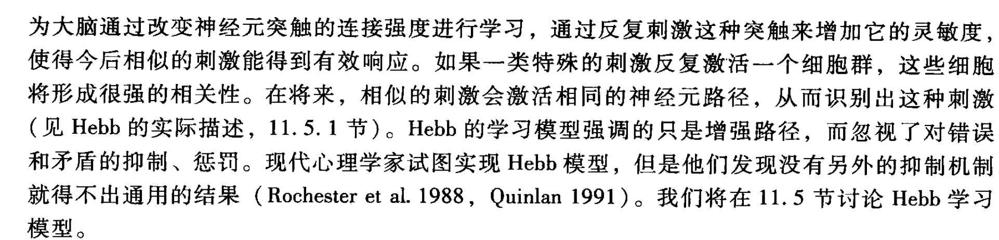 为大脑通过改变神经元突触的连接强度进行学习，通过反复刺激这种突触来增加它的灵敏度，
使得今后相似的刺激能得到有效响应。如果一类特殊的刺激反复激活一个细胞群，这些细胞
将形成很强的相关性。在将来，相似的刺激会激活相同的神经元路径，从而识别出这种刺激
（见 Hebb 的实际描述，11.5.1 节）。Hebb 的学习模型强调的只是增强路径，而忽视了对错误
和矛盾的抑制、惩罚。现代心理学家试图实现 Hebb 模型，但是他们发现没有另外的抑制机制
就得不出通用的结果（Rochester et al. 1988，Quinlan 1991）。我们将在 11.5 节讨论 Hebb 学习
模型。